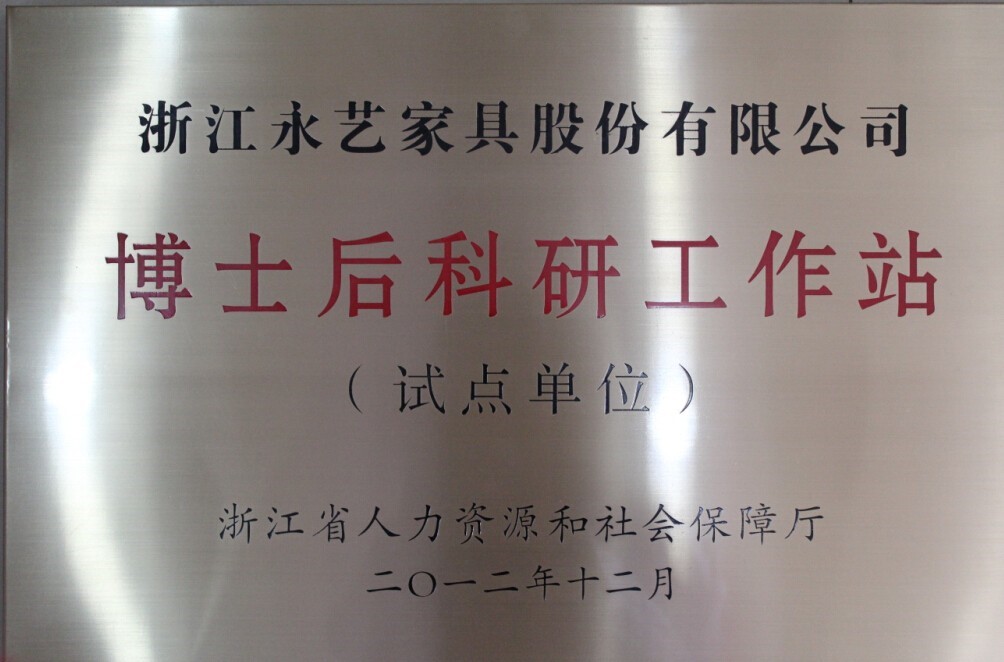 浙江永艺家具股份有限公司
博士后科研工作站
（试点单位）
浙江省人力资源和社会保障厅
二〇一二年十二月